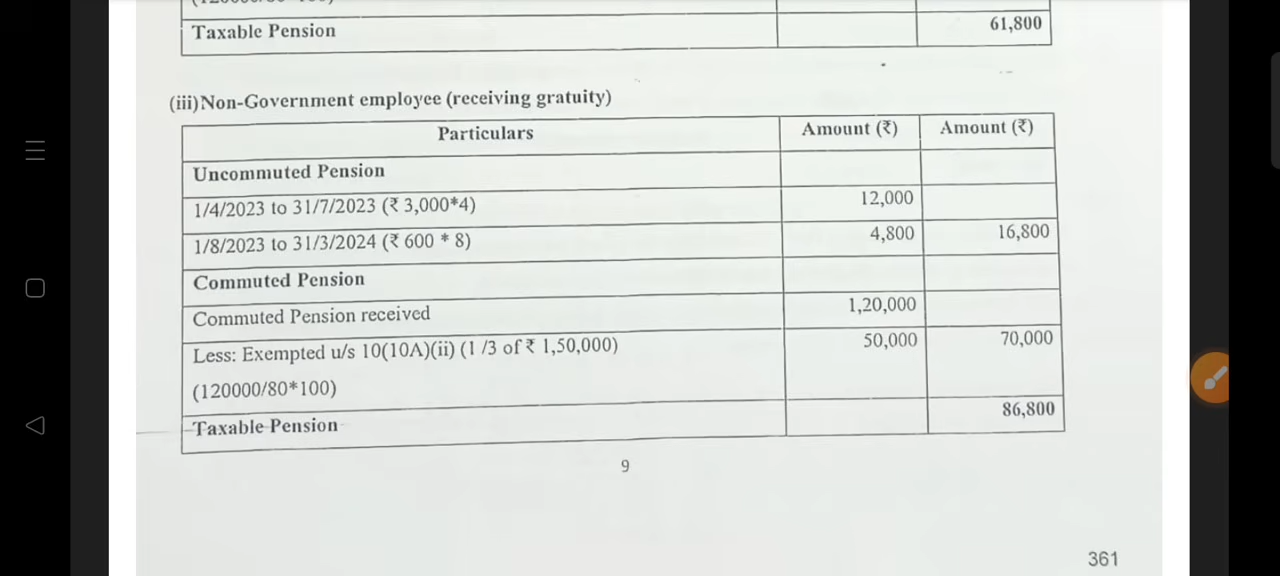 Taxable Pension 61,800
(iii)Non-Government employee (receiving gratuity)
Particulars Amount (₹) Amount (₹)
Uncommuted Pension
1/4/2023 to 31/7/2023 (₹ 3,000*4) 12,000
1/8/2023 to 31/3/2024 (₹ 600 * 8) 4,800 16,800
Commuted Pension
Commuted Pension received 1,20,000
Less: Exempted u/s 10(10A)(ii) (1 /3 of ₹ 1,50,000) 50,000 70,000
(120000/80*100)
Taxable Pension 86,800
9
361